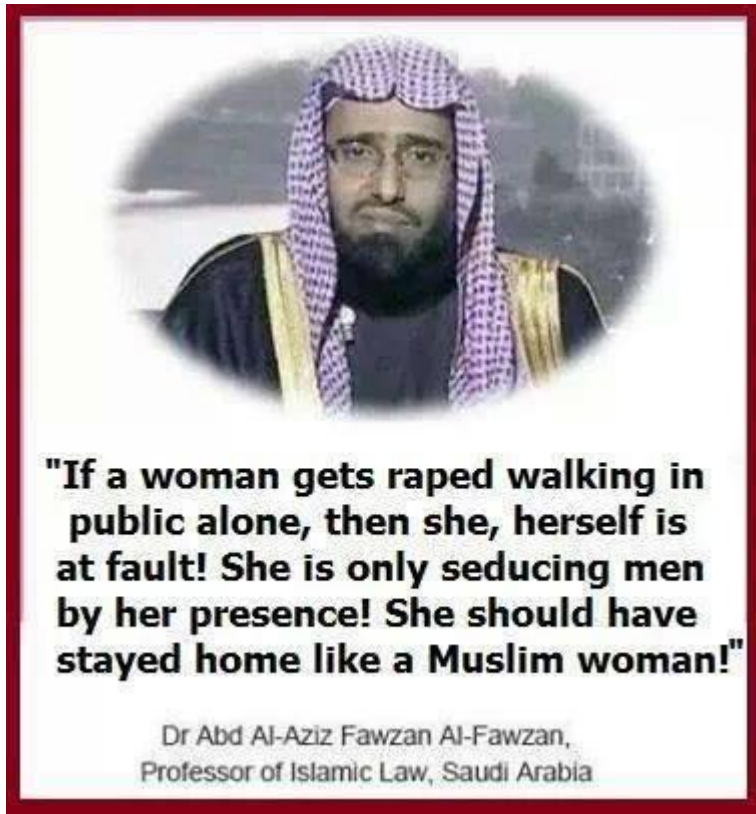 "If a woman gets raped walking in
public alone, then she, herself is
at fault! She is only seducing men
by her presence! She should have
stayed home like a Muslim woman!"
Dr Abd Al-Aziz Fawzan Al-Fawzan,
Professor of Islamic Law, Saudi Arabia